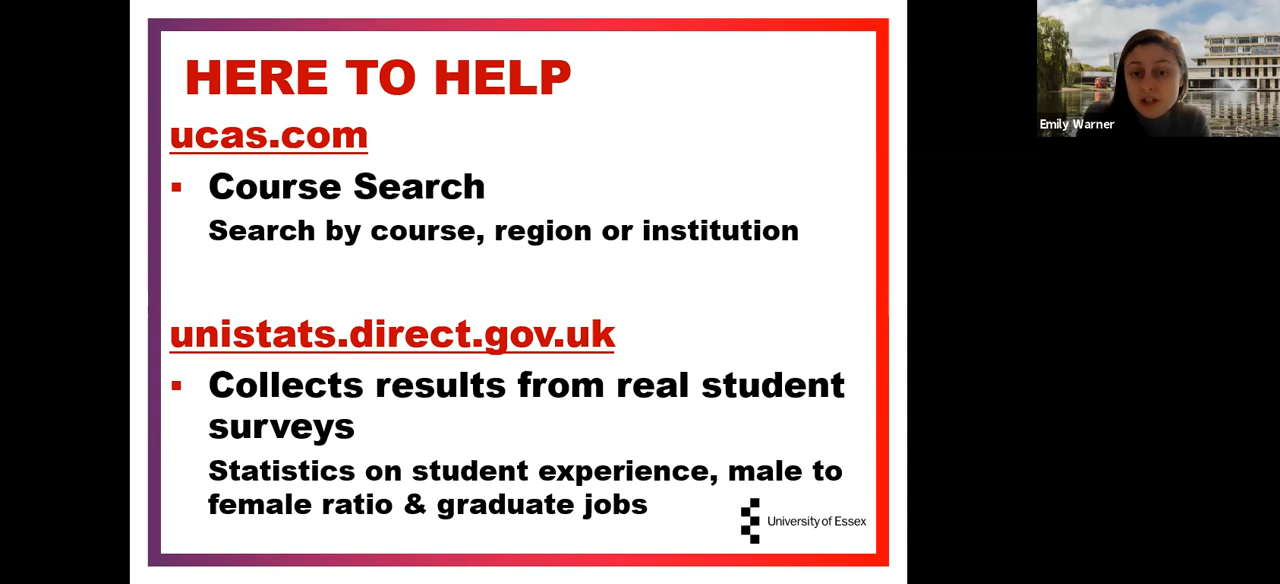 HERE TO HELP
ucas.com
▪ Course Search
Search by course, region or institution
unistats.direct.gov.uk
▪ Collects results from real student
surveys
Statistics on student experience, male to
female ratio & graduate jobs
University of Essex
Emily Warner